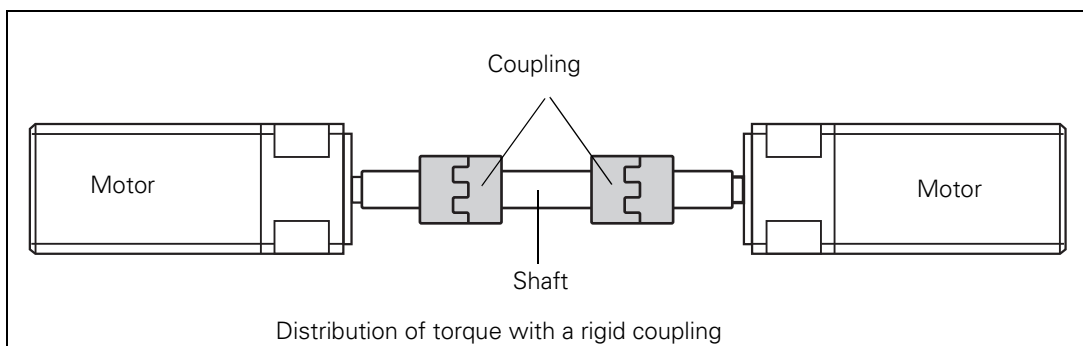 Coupling
Motor
Motor
Shaft
Distribution of torque with a rigid coupling